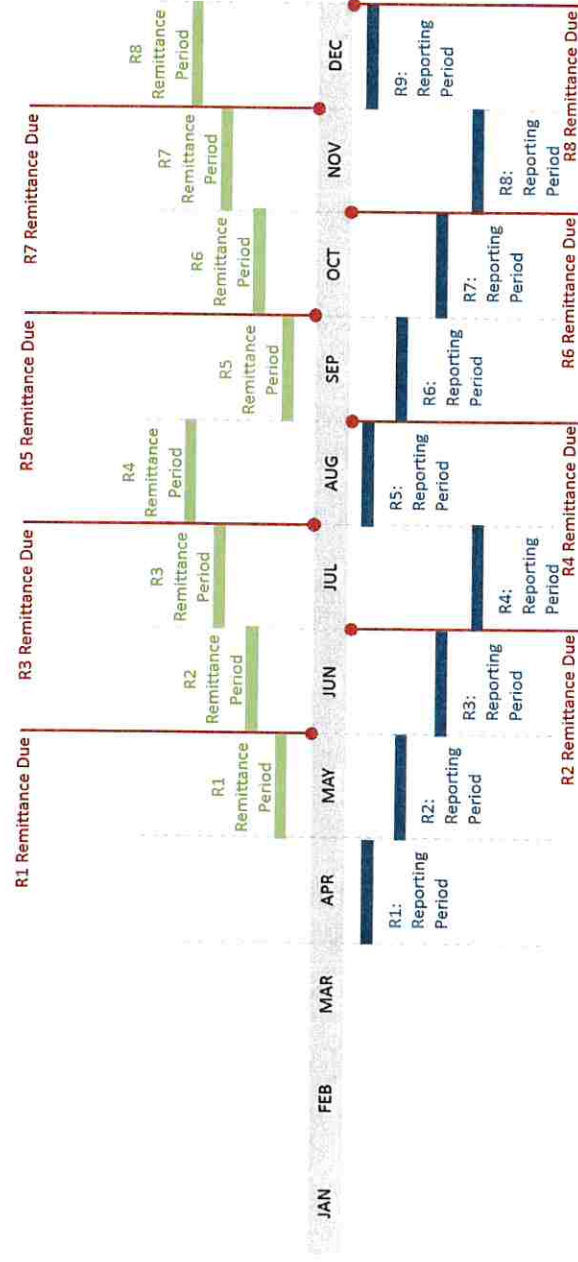 R1 Remittance Due
R3 Remittance Due
R5 Remittance Due
R7 Remittance Due
R1
Remittance
Period
R2
Remittance
Period
R3
Remittance
Period
R4
Remittance
Period
R5
Remittance
Period
R6
Remittance
Period
R7
Remittance
Period
R8
Remittance
Period
JAN FEB MAR APR MAY JUN JUL AUG SEP OCT NOV DEC
R1:
Reporting
Period
R2:
Reporting
Period
R3:
Reporting
Period
R4:
Reporting
Period
R5:
Reporting
Period
R6:
Reporting
Period
R7:
Reporting
Period
R8:
Reporting
Period
R9:
Reporting
Period
R2 Remittance Due
R4 Remittance Due
R6 Remittance Due
R8 Remittance Due